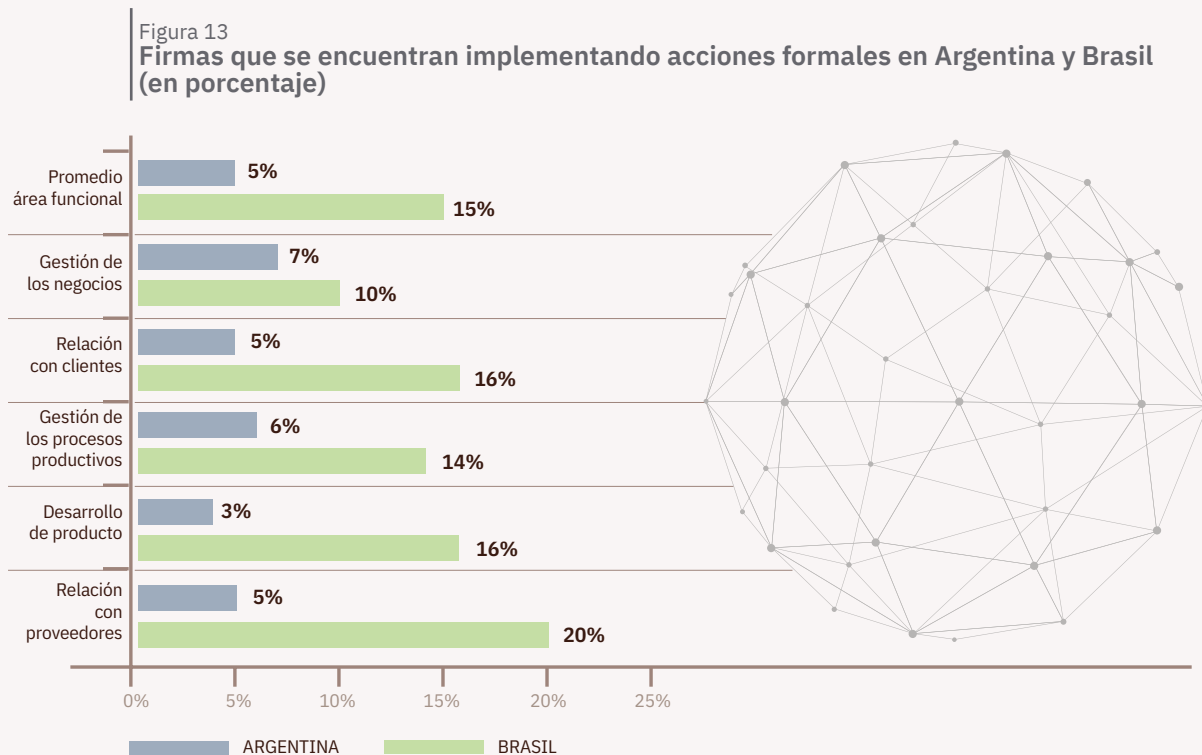 Figura 13
Firmas que se encuentran implementando acciones formales en Argentina y Brasil
(en porcentaje)
Promedio
área funcional
5%
15%
Gestión de
los negocios
7%
10%
Relación
con clientes
5%
16%
Gestión de
los procesos
productivos
6%
14%
Desarrollo
de producto
3%
16%
Relación
con
proveedores
5%
20%
0% 5% 10% 15% 20% 25%
ARGENTINA BRASIL